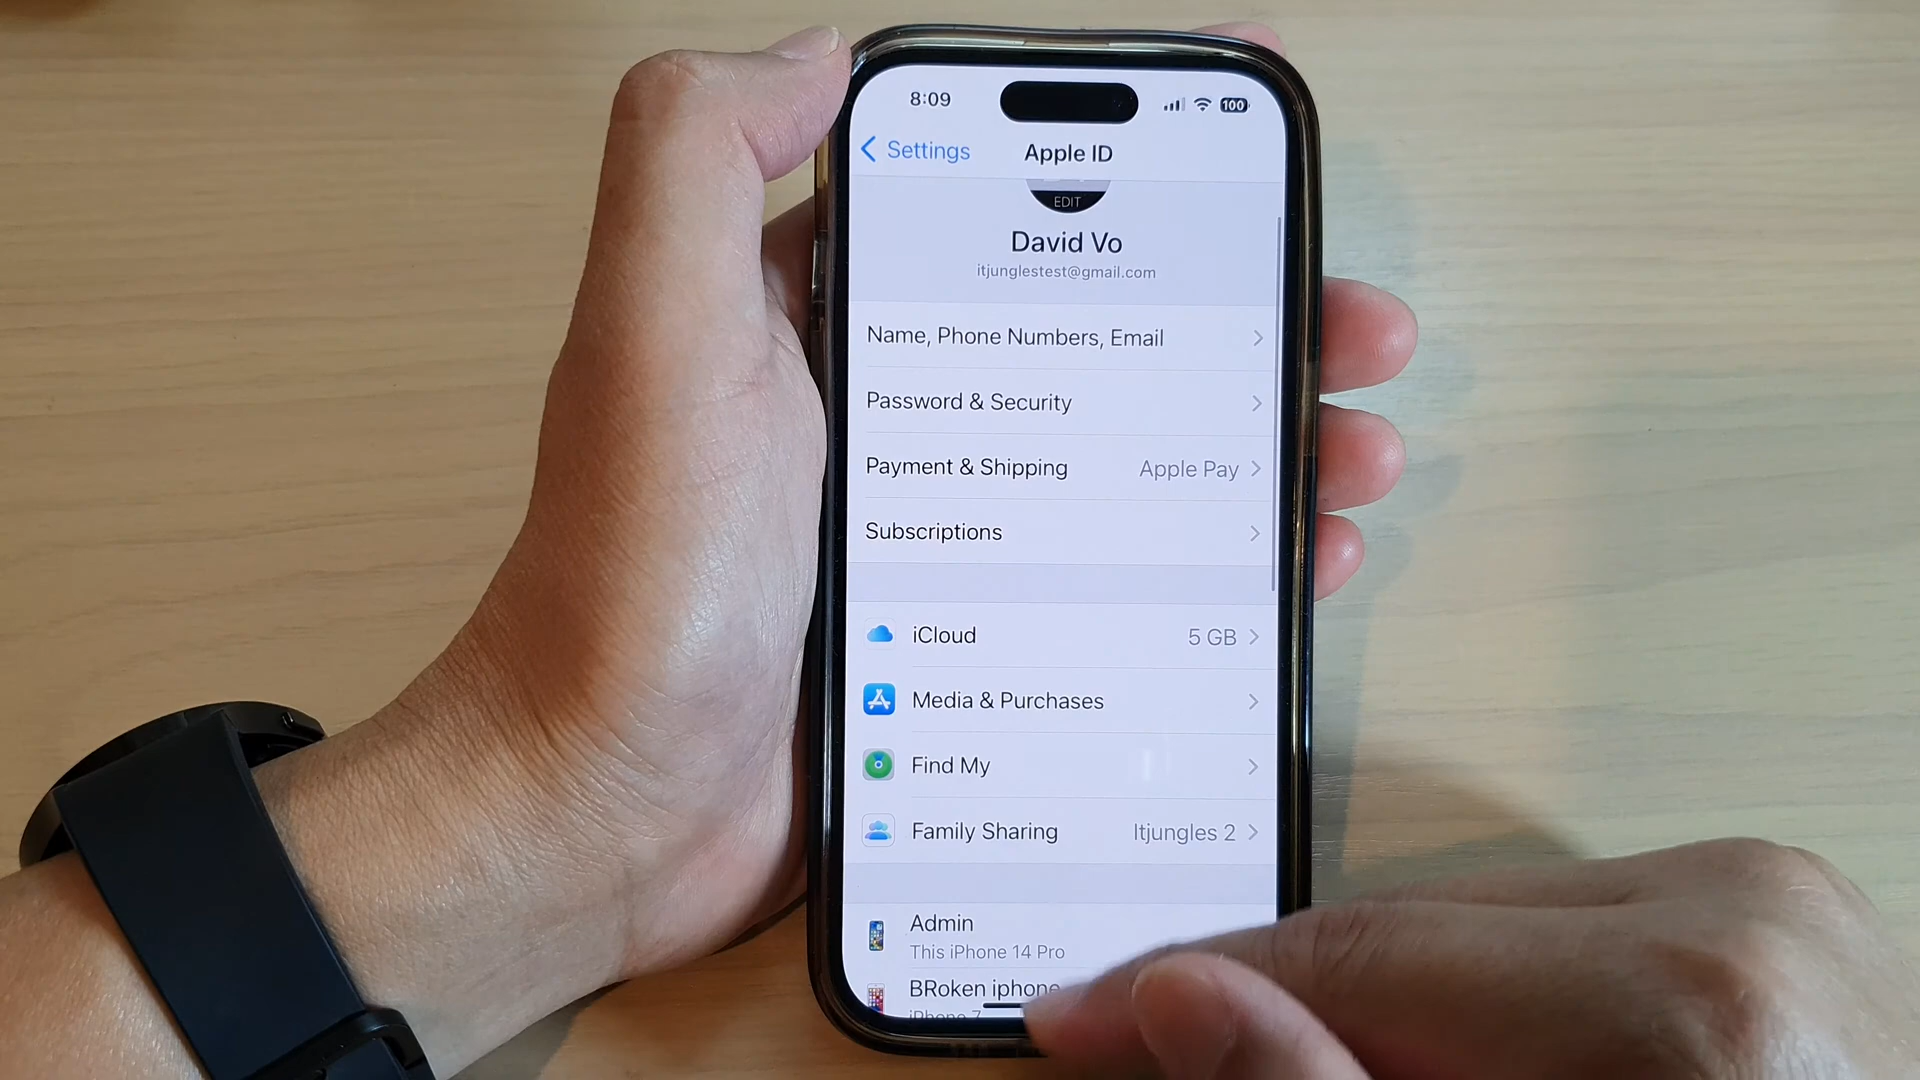 8:09
100
Settings
Apple ID
EDIT
David Vo
itjunglestest@gmail.com
Name, Phone Numbers, Email
Password & Security
Payment & Shipping Apple Pay
Subscriptions
iCloud 5 GB
Media & Purchases
Find My
Family Sharing Itjungles 2
Admin
This iPhone 14 Pro
BRoken iphone
iPhone 7